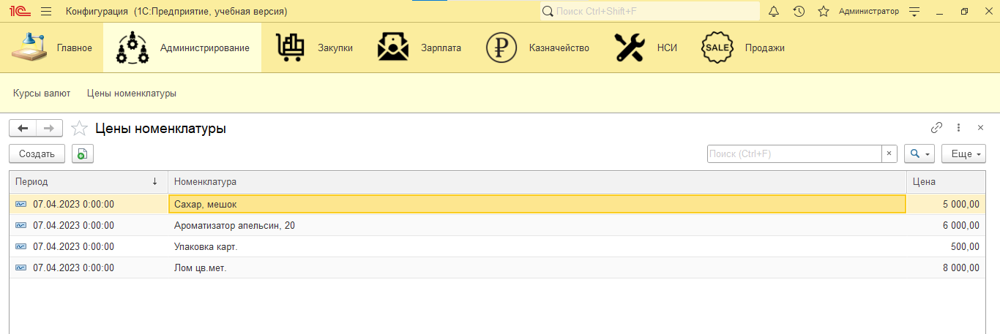 1С Конфигурация (1С:Предприятие, учебная версия) Поиск Ctrl+Shift+F Администратор
Главное Администрирование Закупки Зарплата Казначейство НСИ SALE Продажи
Курсы валют Цены номенклатуры
Цены номенклатуры
Создать Поиск (Ctrl+F) × Еще
Период ↓ Номенклатура Цена
07.04.2023 0:00:00 Сахар, мешок 5 000,00
07.04.2023 0:00:00 Ароматизатор апельсин, 20 6 000,00
07.04.2023 0:00:00 Упаковка карт. 500,00
07.04.2023 0:00:00 Лом цв.мет. 8 000,00